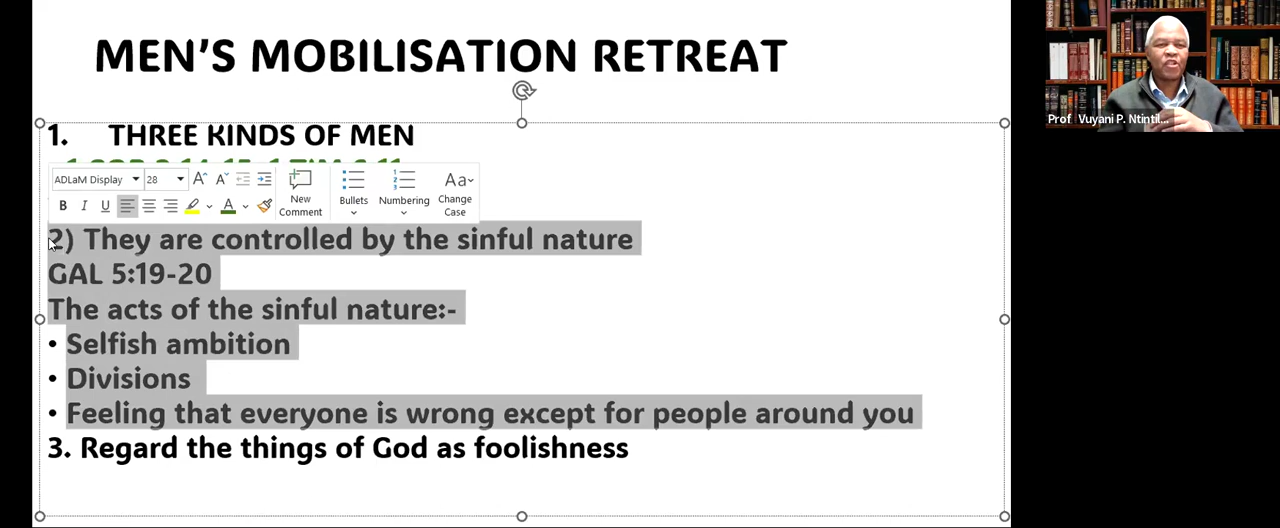 MEN'S MOBILISATION RETREAT
Prof Vuyani P. Ntintil...
1. THREE KINDS OF MEN
ADLaM Display 28
New Comment
Bullets
Numbering
Aa
Change Case
B I U A
2) They are controlled by the sinful nature
GAL 5:19-20
The acts of the sinful nature:-
• Selfish ambition
• Divisions
• Feeling that everyone is wrong except for people around you
3. Regard the things of God as foolishness